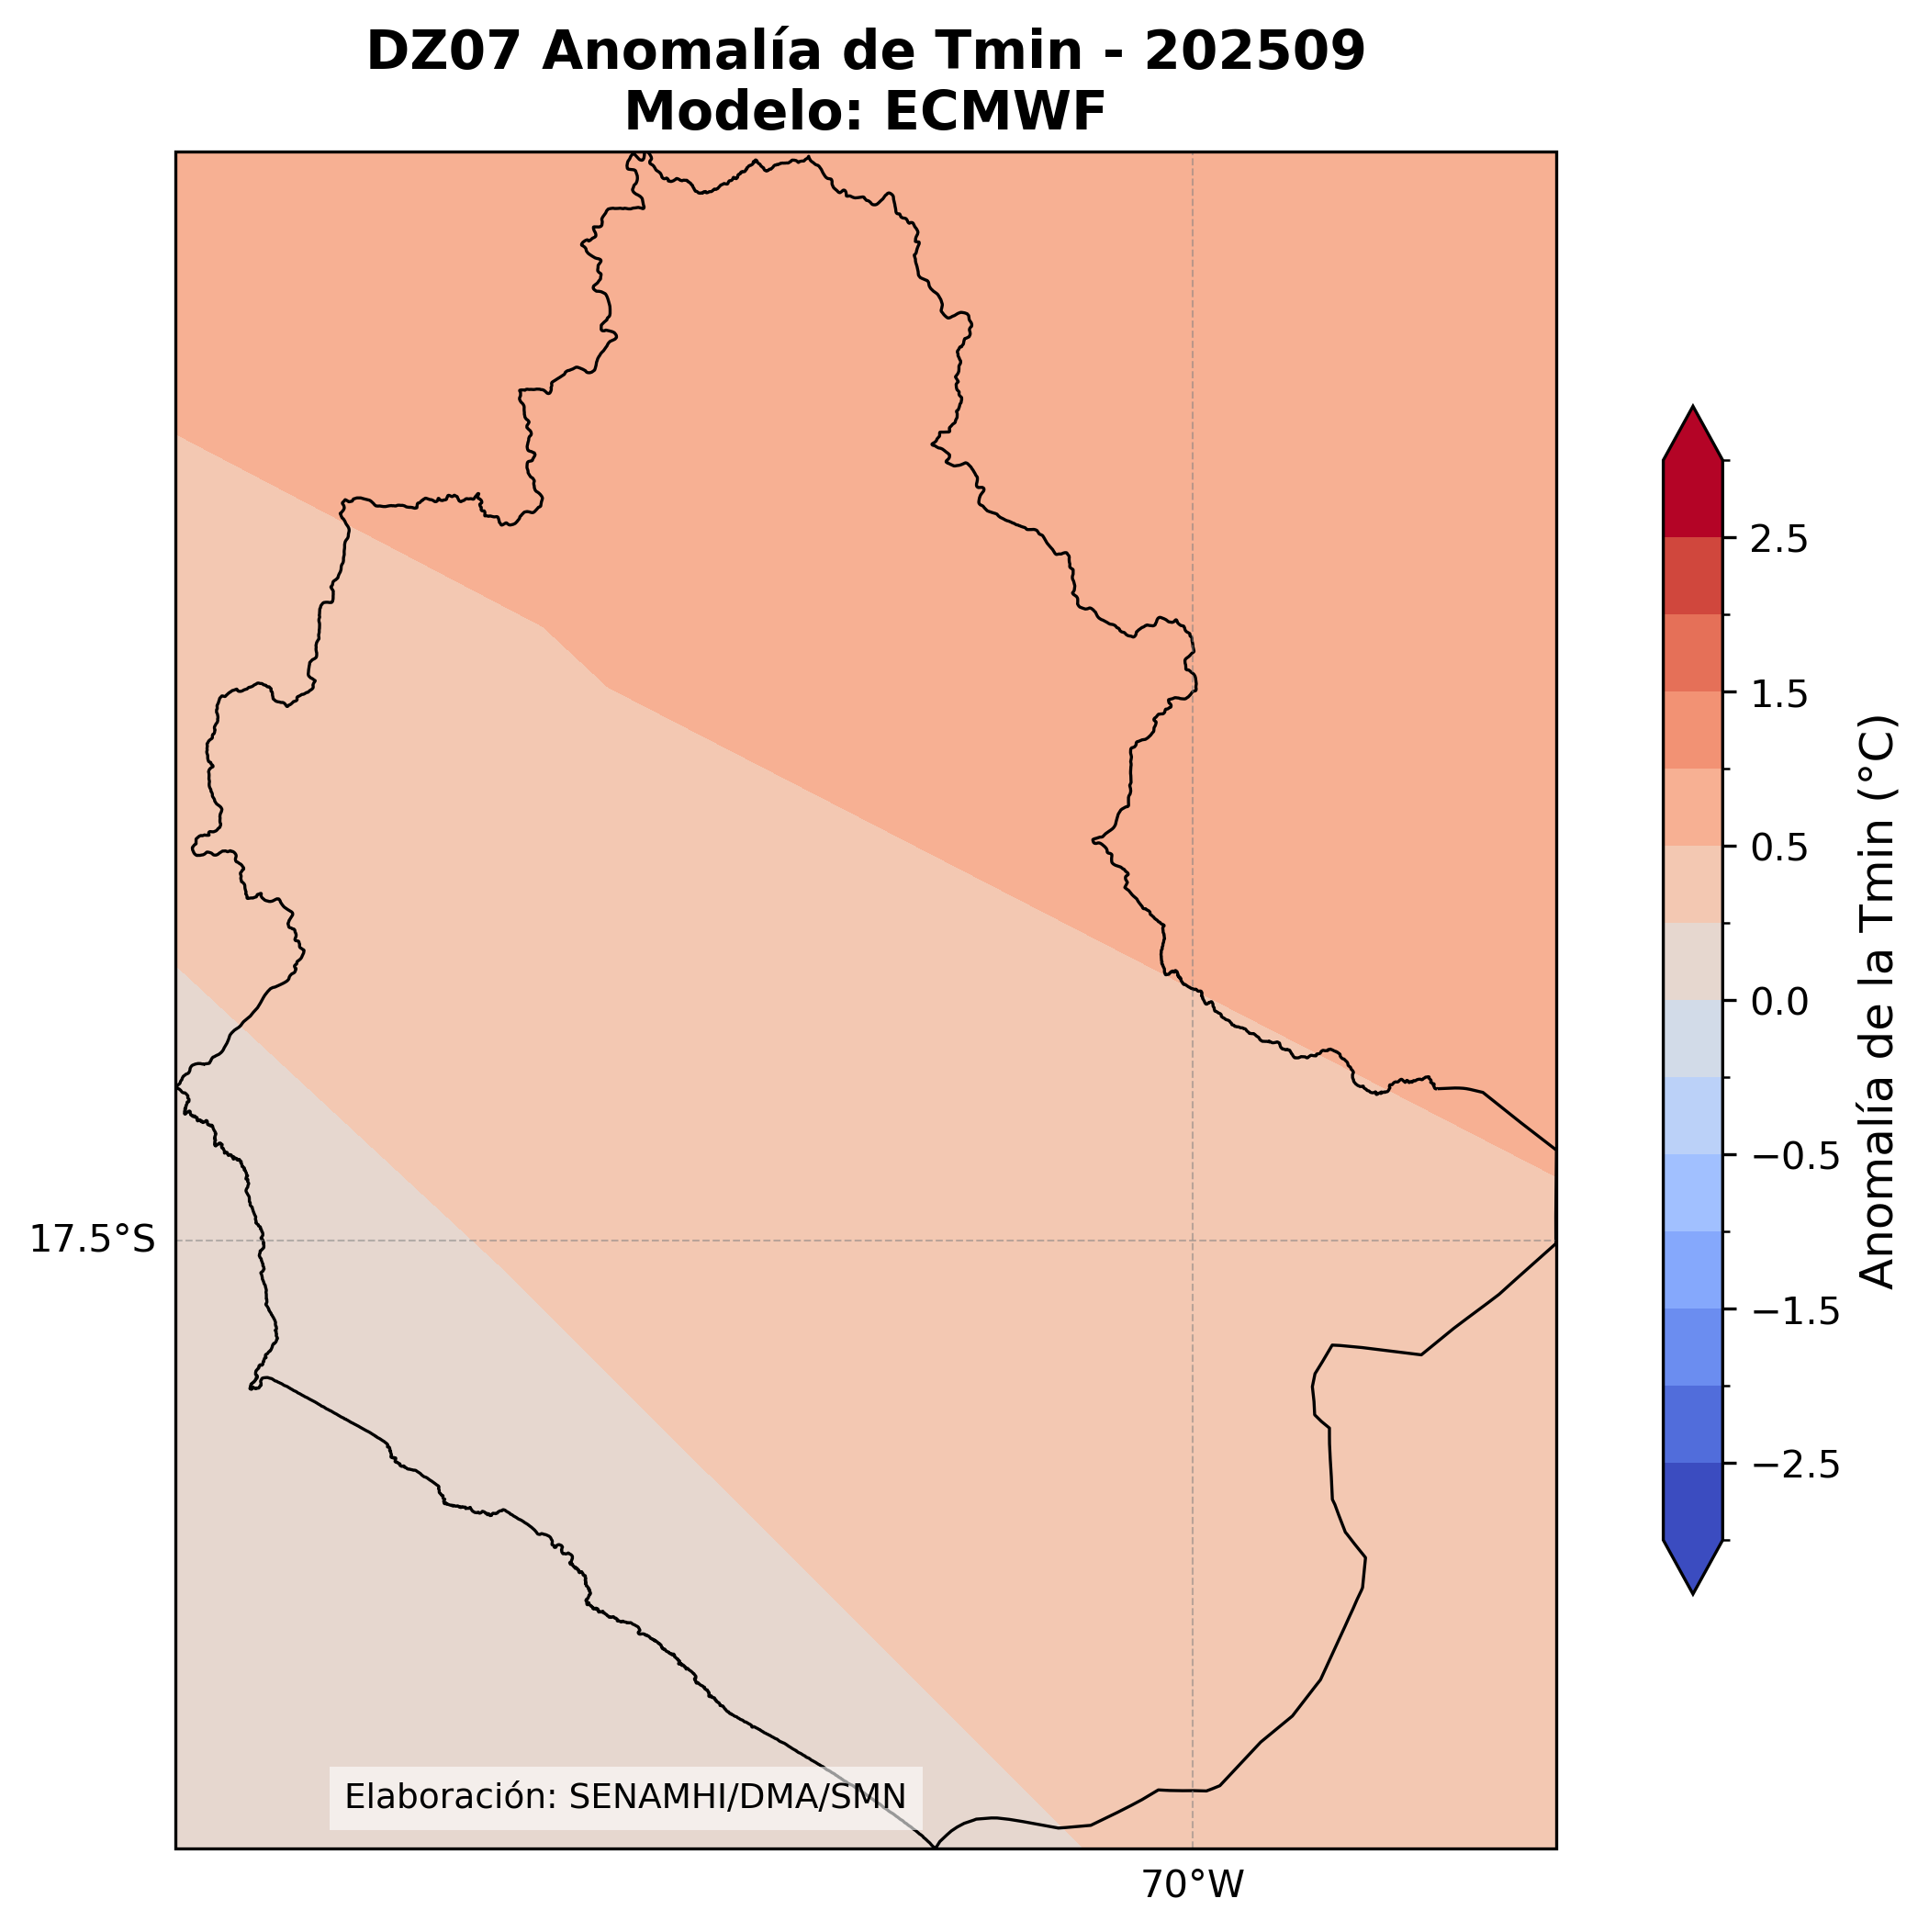 DZ07 Anomalía de Tmin - 202509
Modelo: ECMWF
2.5
1.5
0.5
0.0
−0.5
−1.5
−2.5
Anomalía de la Tmin (°C)
17.5°S
Elaboración: SENAMHI/DMA/SMN
70°W